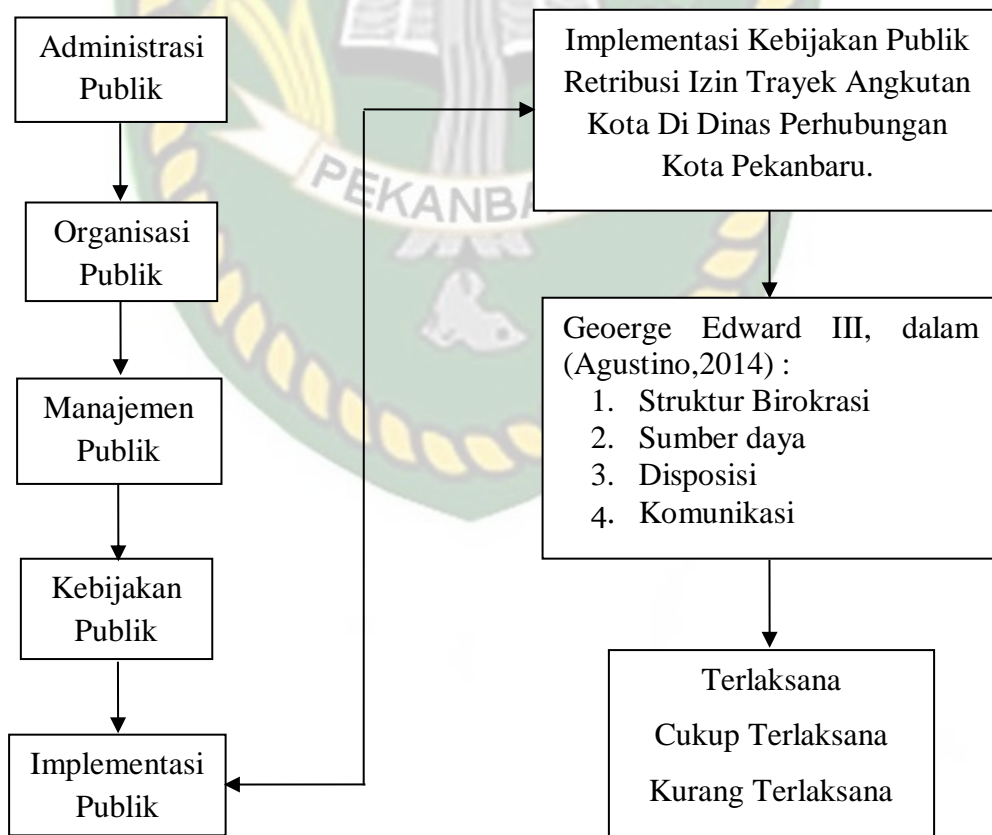 Administrasi
Publik
Organisasi
Publik
Manajemen
Publik
Kebijakan
Publik
Implementasi
Publik
Implementasi Kebijakan Publik
Retribusi Izin Trayek Angkutan
Kota Di Dinas Perhubungan
Kota Pekanbaru.
Geoerge Edward III, dalam
(Agustino,2014) :
1. Struktur Birokrasi
2. Sumber daya
3. Disposisi
4. Komunikasi
Terlaksana
Cukup Terlaksana
Kurang Terlaksana